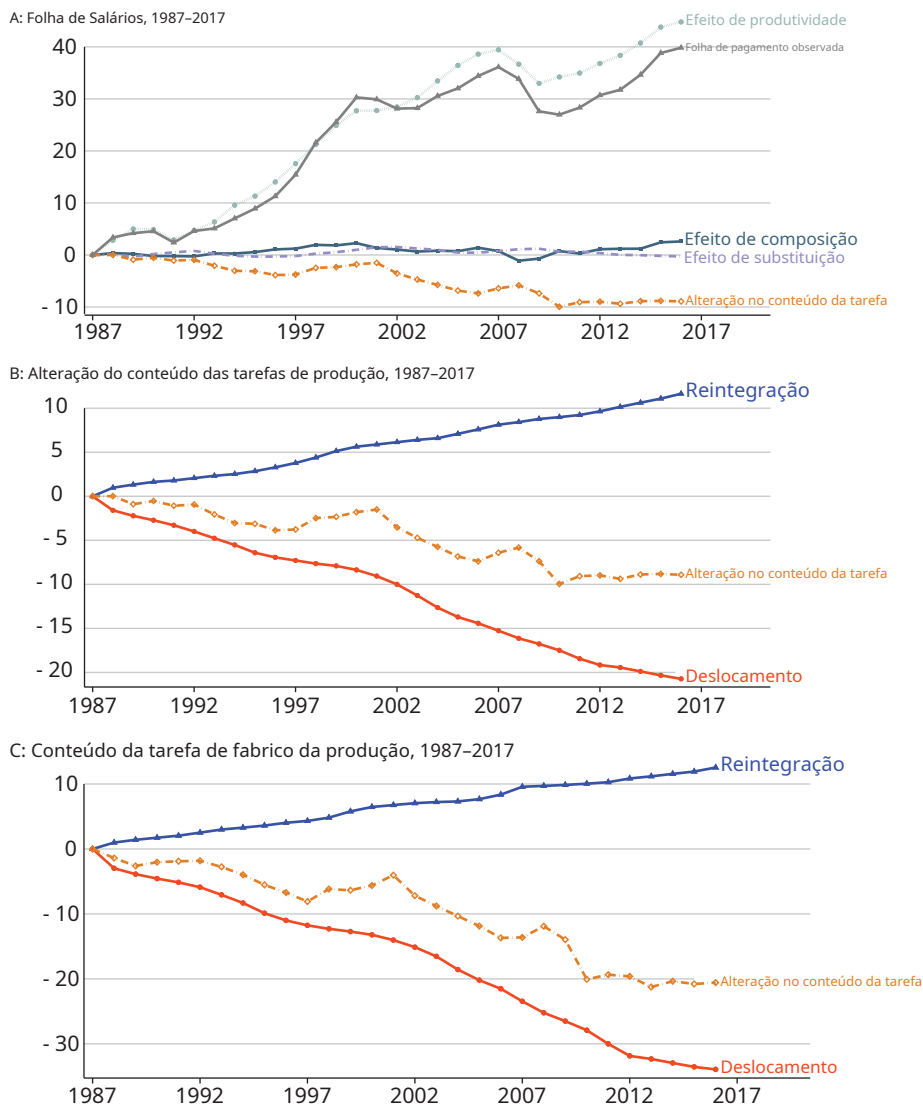 A: Folha de Salários, 1987–2017
Efeito de produtividade
40
Folha de pagamento observada
30
20
10
Efeito de composição
0
Efeito de substituição
- 10
Alteração no conteúdo da tarefa
1987 1992 1997 2002 2007 2012 2017
B: Alteração do conteúdo das tarefas de produção, 1987–2017
Reintegração
10
5
0
- 5
Alteração no conteúdo da tarefa
- 10
- 15
- 20
Deslocamento
1987 1992 1997 2002 2007 2012 2017
C: Conteúdo da tarefa de fabrico da produção, 1987–2017
Reintegração
10
0
- 10
- 20
Alteração no conteúdo da tarefa
- 30
Deslocamento
1987 1992 1997 2002 2007 2012 2017